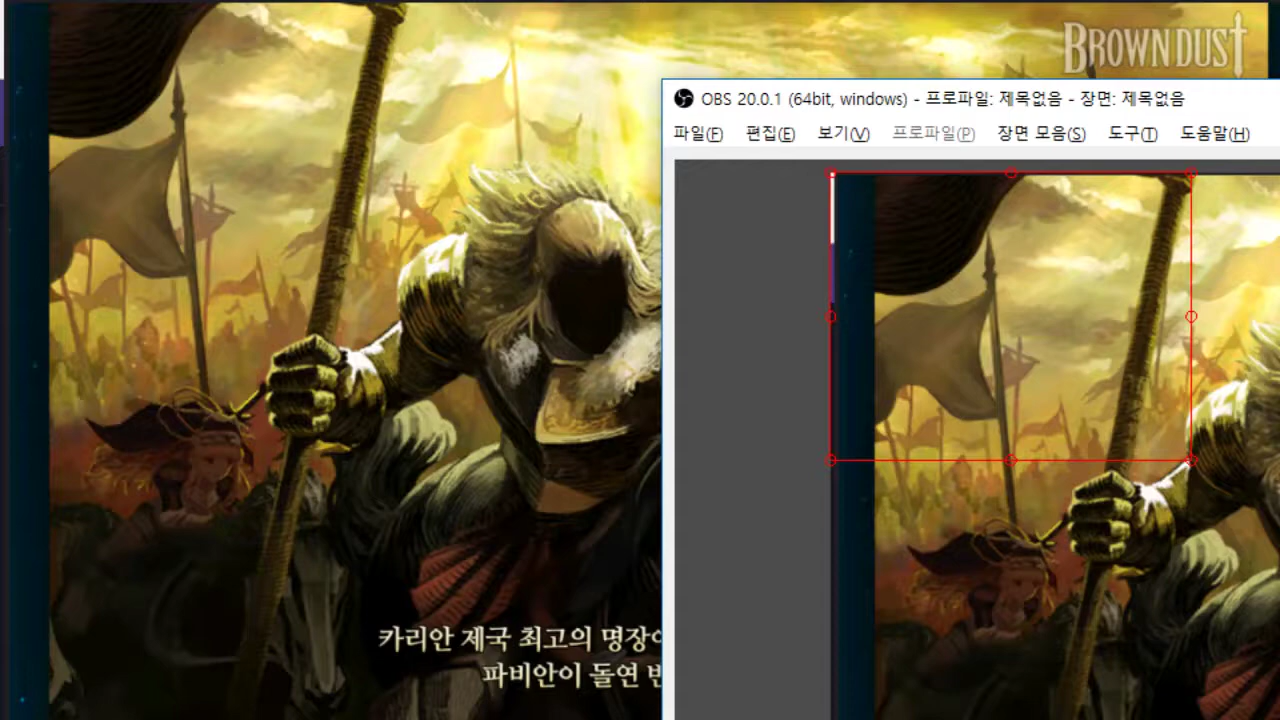 BROWNDUST
OBS 20.0.1 (64bit, windows) - 프로파일: 제목없음 - 장면: 제목없음
파일(F) 편집(E) 보기(V) 프로파일(P) 장면 모음(S) 도구(T) 도움말(H)
카리안 제국 최고의 명장
파비안이 돌연